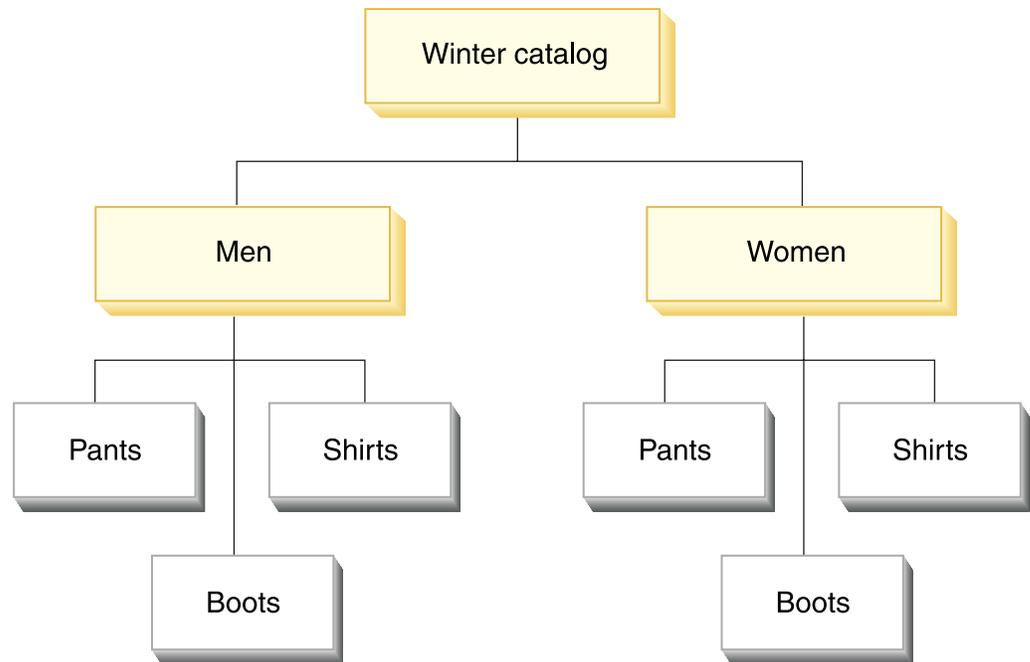 Winter catalog
Men
Women
Pants
Shirts
Pants
Shirts
Boots
Boots